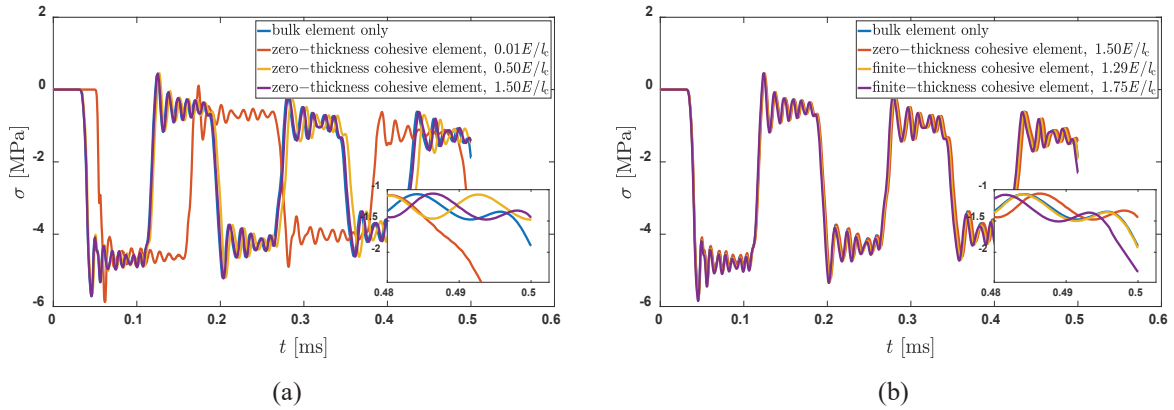 2
0
-2
-4
-6
σ [MPa]
0 0.1 0.2 0.3 0.4 0.5 0.6
t [ms]
bulk element only
zero−thickness cohesive element, 0.01E/lc
zero−thickness cohesive element, 0.50E/lc
zero−thickness cohesive element, 1.50E/lc
-1
-1.5
-2
0.48 0.49 0.5
(a)
2
0
-2
-4
-6
σ [MPa]
0 0.1 0.2 0.3 0.4 0.5 0.6
t [ms]
bulk element only
zero−thickness cohesive element, 1.50E/lc
finite−thickness cohesive element, 1.29E/lc
finite−thickness cohesive element, 1.75E/lc
-1
-1.5
-2
0.48 0.49 0.5
(b)